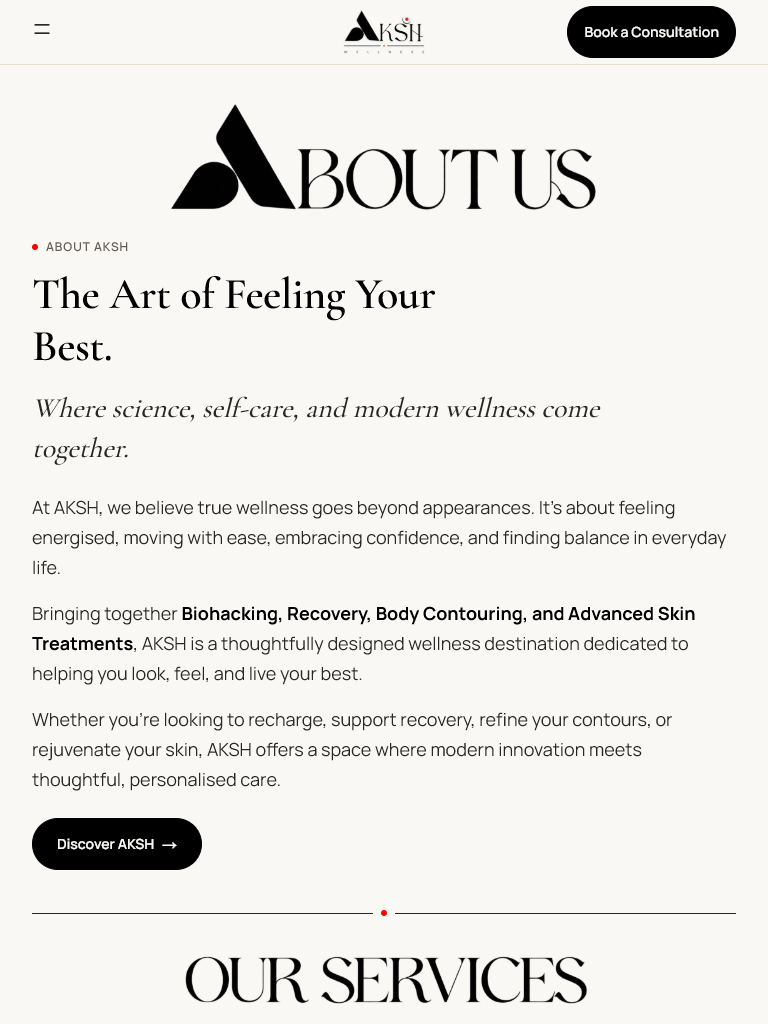 AKSH
WELLNESS
Book a Consultation
ABOUT US
ABOUT AKSH
The Art of Feeling Your
Best.
Where science, self-care, and modern wellness come
together.
At AKSH, we believe true wellness goes beyond appearances. It's about feeling
energised, moving with ease, embracing confidence, and finding balance in everyday
life.
Bringing together Biohacking, Recovery, Body Contouring, and Advanced Skin
Treatments, AKSH is a thoughtfully designed wellness destination dedicated to
helping you look, feel, and live your best.
Whether you're looking to recharge, support recovery, refine your contours, or
rejuvenate your skin, AKSH offers a space where modern innovation meets
thoughtful, personalised care.
Discover AKSH →
OUR SERVICES